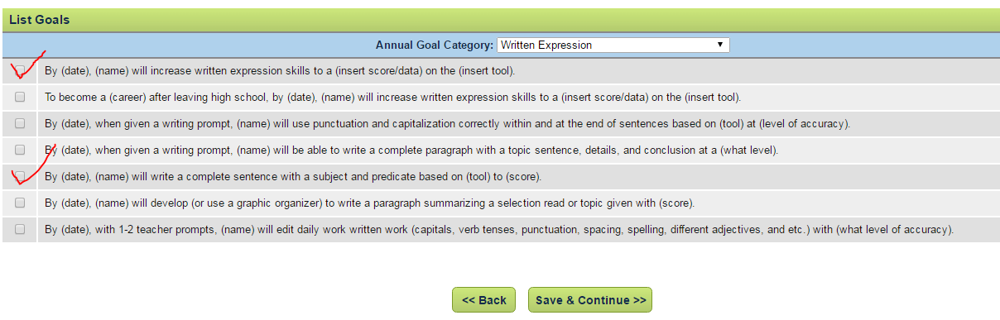 List Goals
Annual Goal Category: Written Expression
By (date), (name) will increase written expression skills to a (insert score/data) on the (insert tool).
To become a (career) after leaving high school, by (date), (name) will increase written expression skills to a (insert score/data) on the (insert tool).
By (date), when given a writing prompt, (name) will use punctuation and capitalization correctly within and at the end of sentences based on (tool) at (level of accuracy).
By (date), when given a writing prompt, (name) will be able to write a complete paragraph with a topic sentence, details, and conclusion at a (what level).
By (date), (name) will write a complete sentence with a subject and predicate based on (tool) to (score).
By (date), (name) will develop (or use a graphic organizer) to write a paragraph summarizing a selection read or topic given with (score).
By (date), with 1-2 teacher prompts, (name) will edit daily work written work (capitals, verb tenses, punctuation, spacing, spelling, different adjectives, and etc.) with (what level of accuracy).
<< Back Save & Continue >>